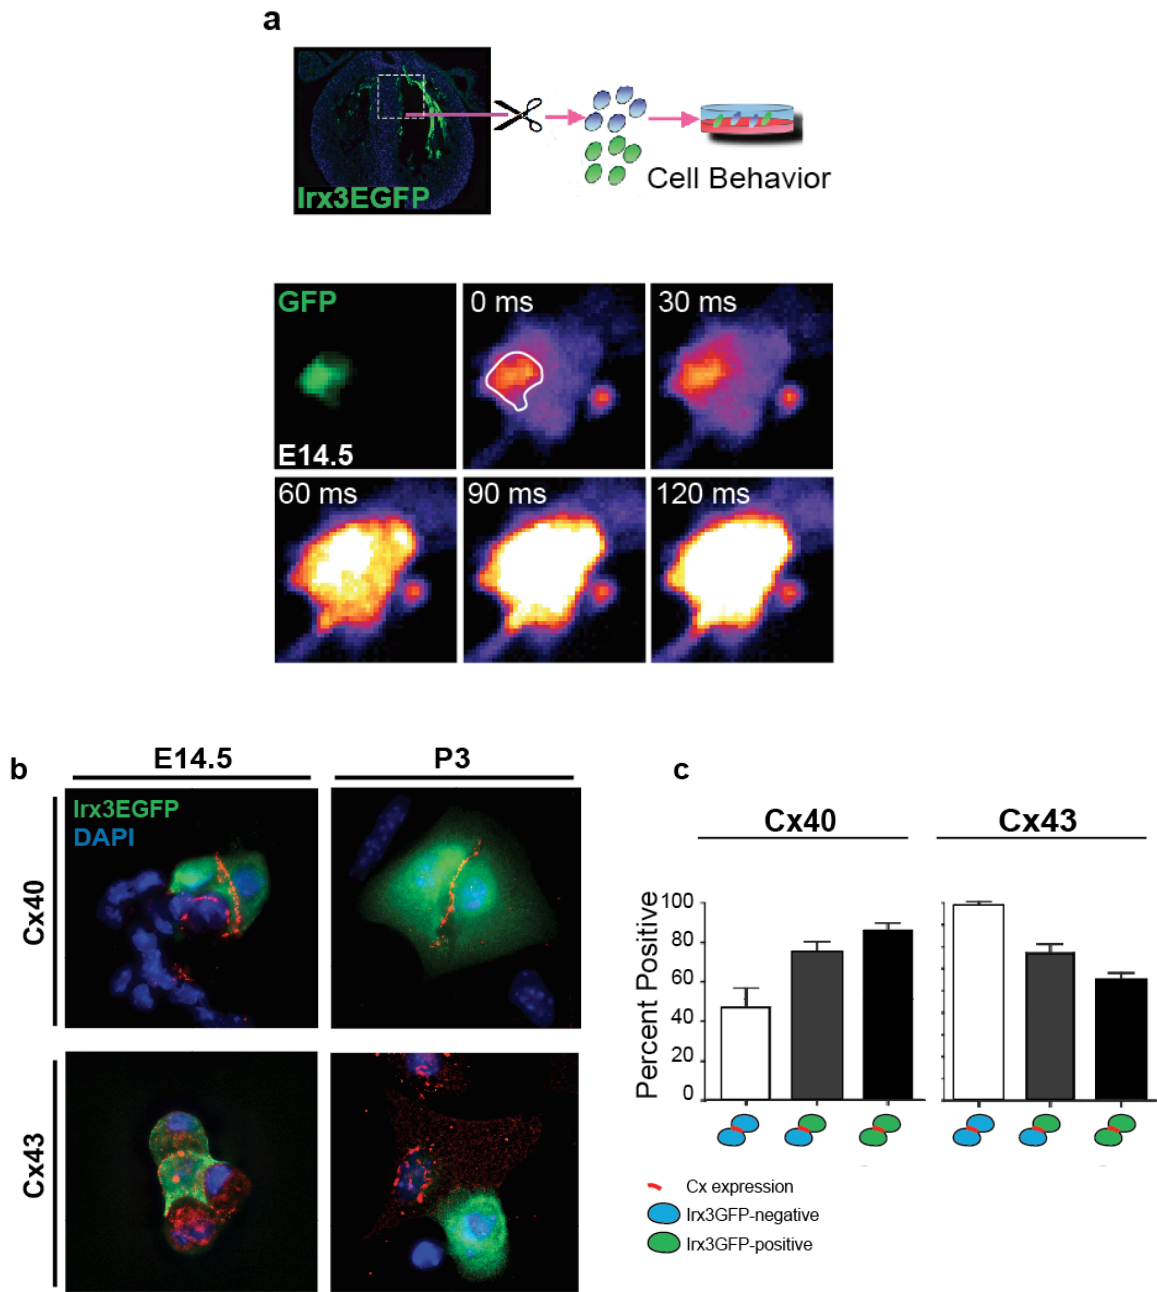 a
Irx3EGFP
Cell Behavior
GFP
E14.5
0 ms
30 ms
60 ms
90 ms
120 ms
b
E14.5
P3
Cx40
Irx3EGFP
DAPI
Cx43
c
Cx40
Cx43
Percent Positive
100
80
60
40
20
0
Cx expression
Irx3GFP-negative
Irx3GFP-positive